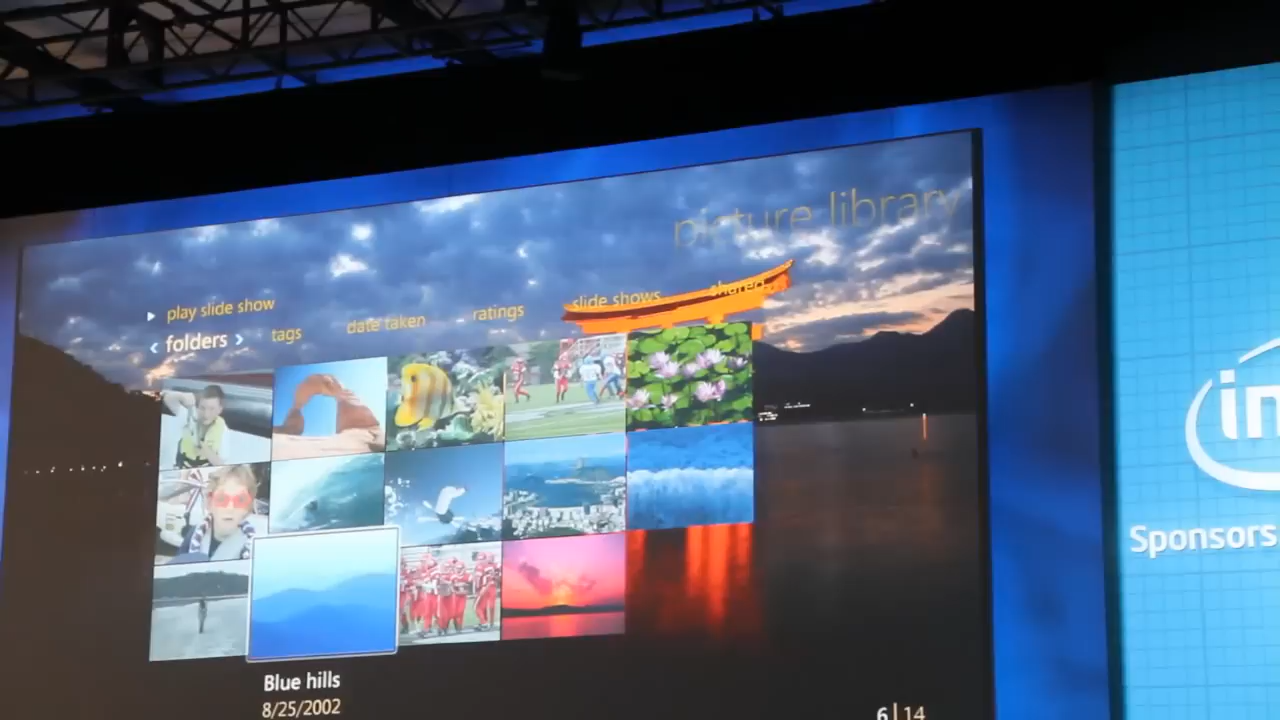 picture library
play slide show
‹ folders › tags date taken ratings slide shows shared
Blue hills
8/25/2002
6 | 14
Sponsors